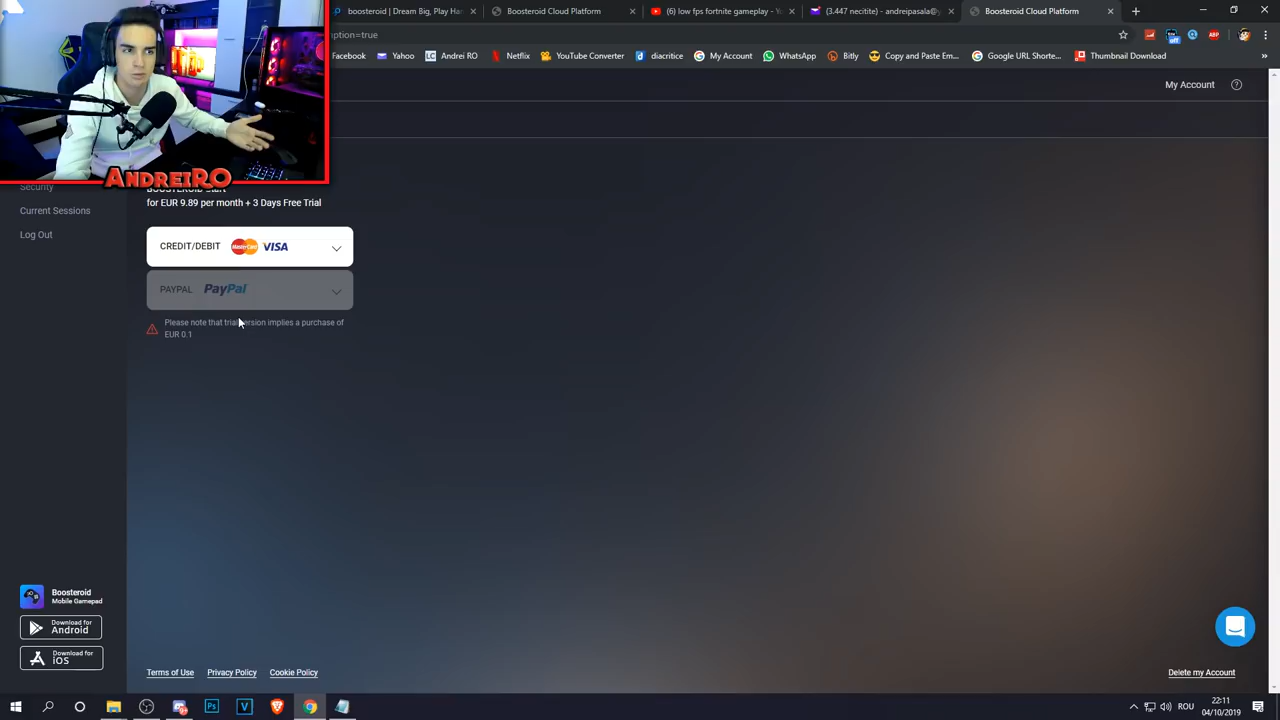 boosteroid | Dream Big, Play Ha
Boosteroid Cloud Platform
(6) low fps fortnite gameplay - Y
(3.447 necitite) - andreipasala@
Boosteroid Cloud Platform
ption=true
Facebook
Yahoo
Andrei RO
Netflix
YouTube Converter
diacritice
My Account
WhatsApp
Bitly
Copy and Paste Em...
Google URL Shorte...
Thumbnail Download
My Account
ANDREIRO
Security
Current Sessions
Log Out
BOOSTEROID Start
for EUR 9.89 per month + 3 Days Free Trial
CREDIT/DEBIT MasterCard VISA
PAYPAL PayPal
Please note that trial version implies a purchase of
EUR 0.1
Boosteroid
Mobile Gamepad
Download for
Android
Download for
iOS
Terms of Use
Privacy Policy
Cookie Policy
Delete my Account
ROU
22:11
04/10/2019